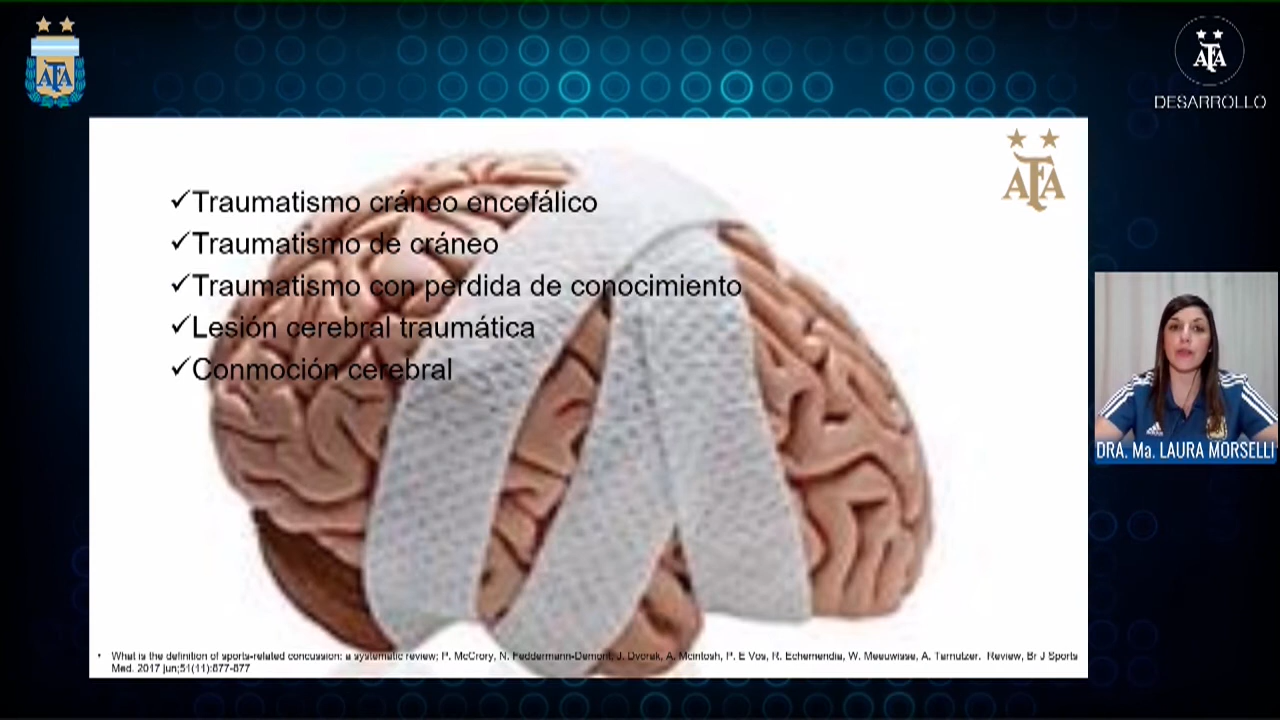 AFA
AFA
DESARROLLO
AFA
✓Traumatismo cráneo encefálico
✓Traumatismo de cráneo
✓Traumatismo con perdida de conocimiento
✓Lesión cerebral traumática
✓Conmoción cerebral
DRA. Ma. LAURA MORSELLI
adidas
• What is the definition of sports-related concussion: a systematic review; P. McCrory, N. Feddermann-Demont, J. Dvorak, A. McIntosh, P. E Vos, R. Echemendia, W. Meeuwisse, A. Tarnutzer. Review, Br J Sports
Med. 2017 jun;51(11):877-877